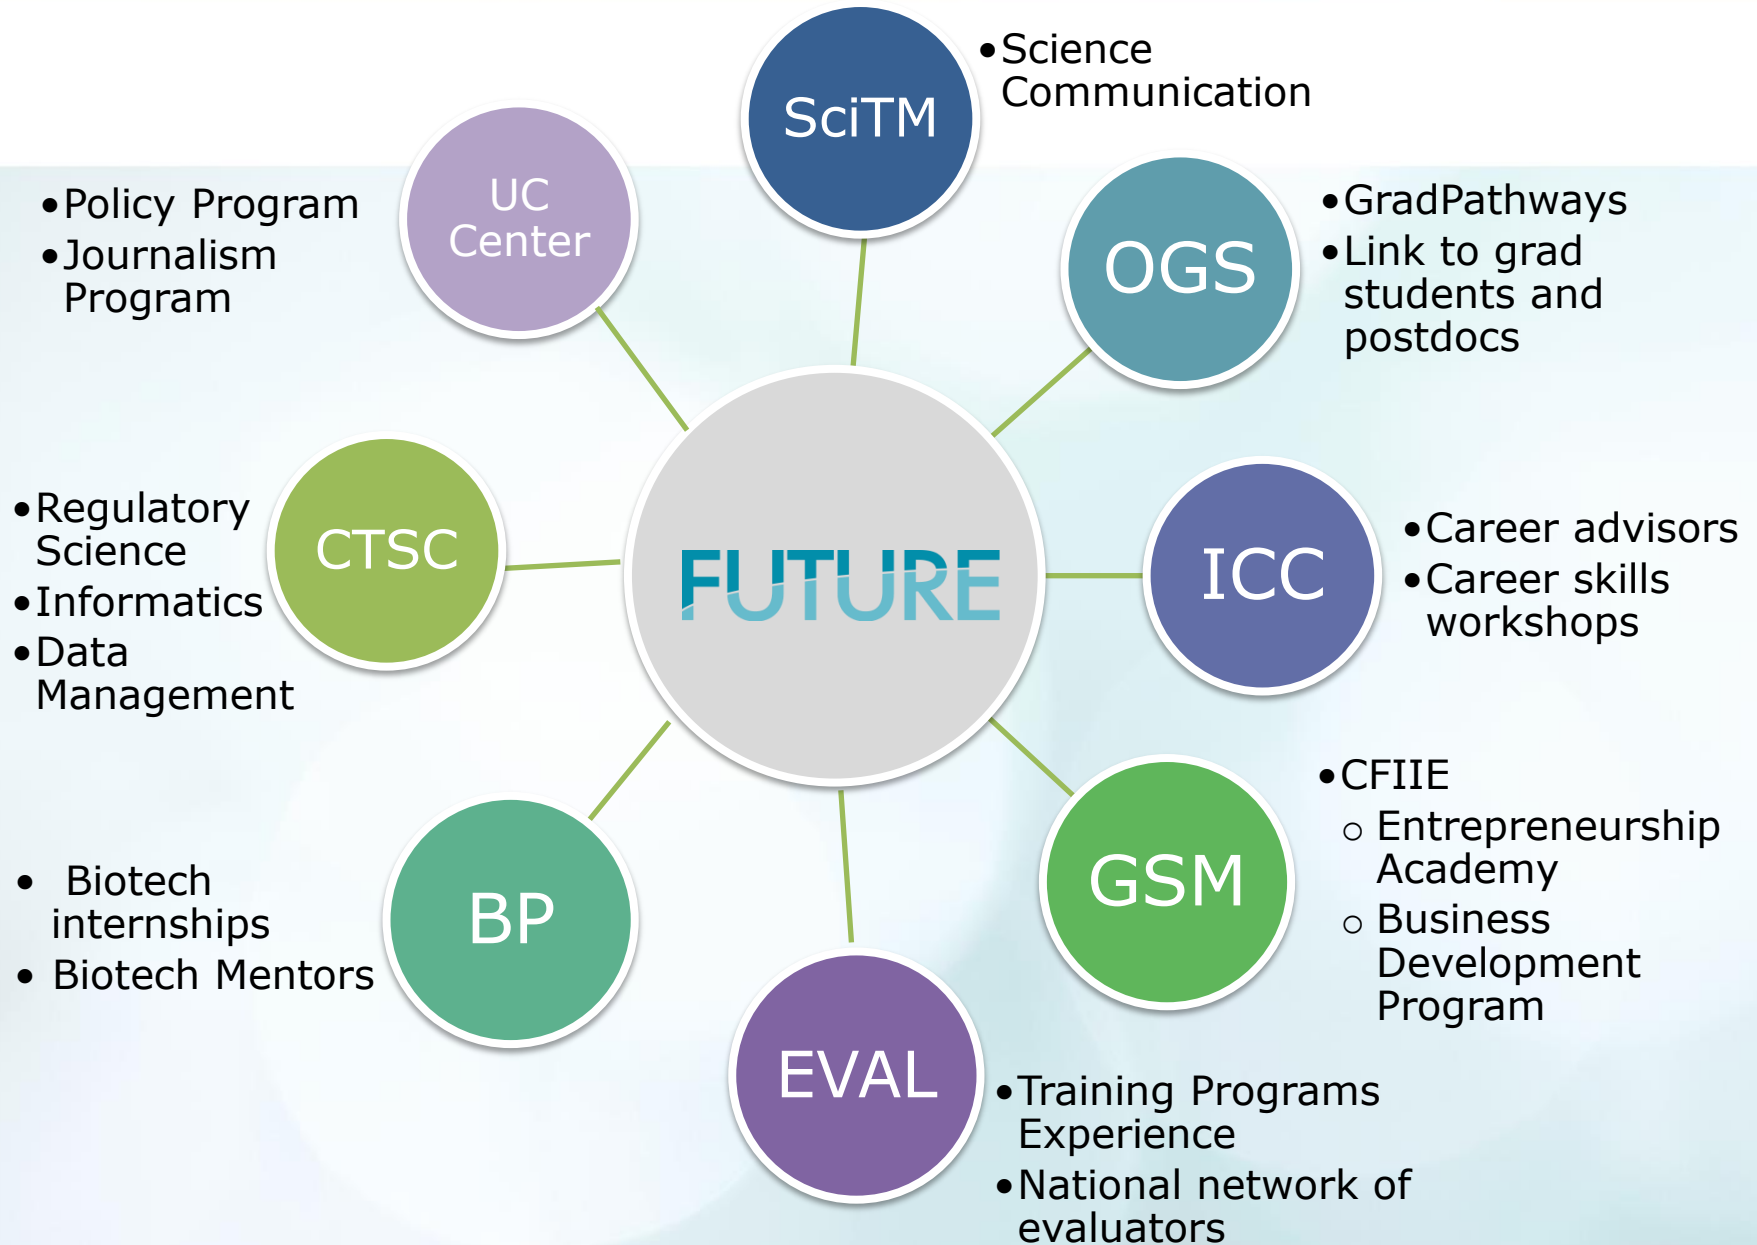 SciTM
•Science
Communication
OGS
•GradPathways
•Link to grad
students and
postdocs
ICC
•Career advisors
•Career skills
workshops
GSM
•CFIIE
○ Entrepreneurship
Academy
○ Business
Development
Program
EVAL
•Training Programs
Experience
•National network of
evaluators
BP
• Biotech
internships
• Biotech Mentors
CTSC
•Regulatory
Science
•Informatics
•Data
Management
UC
Center
•Policy Program
•Journalism
Program
FUTURE